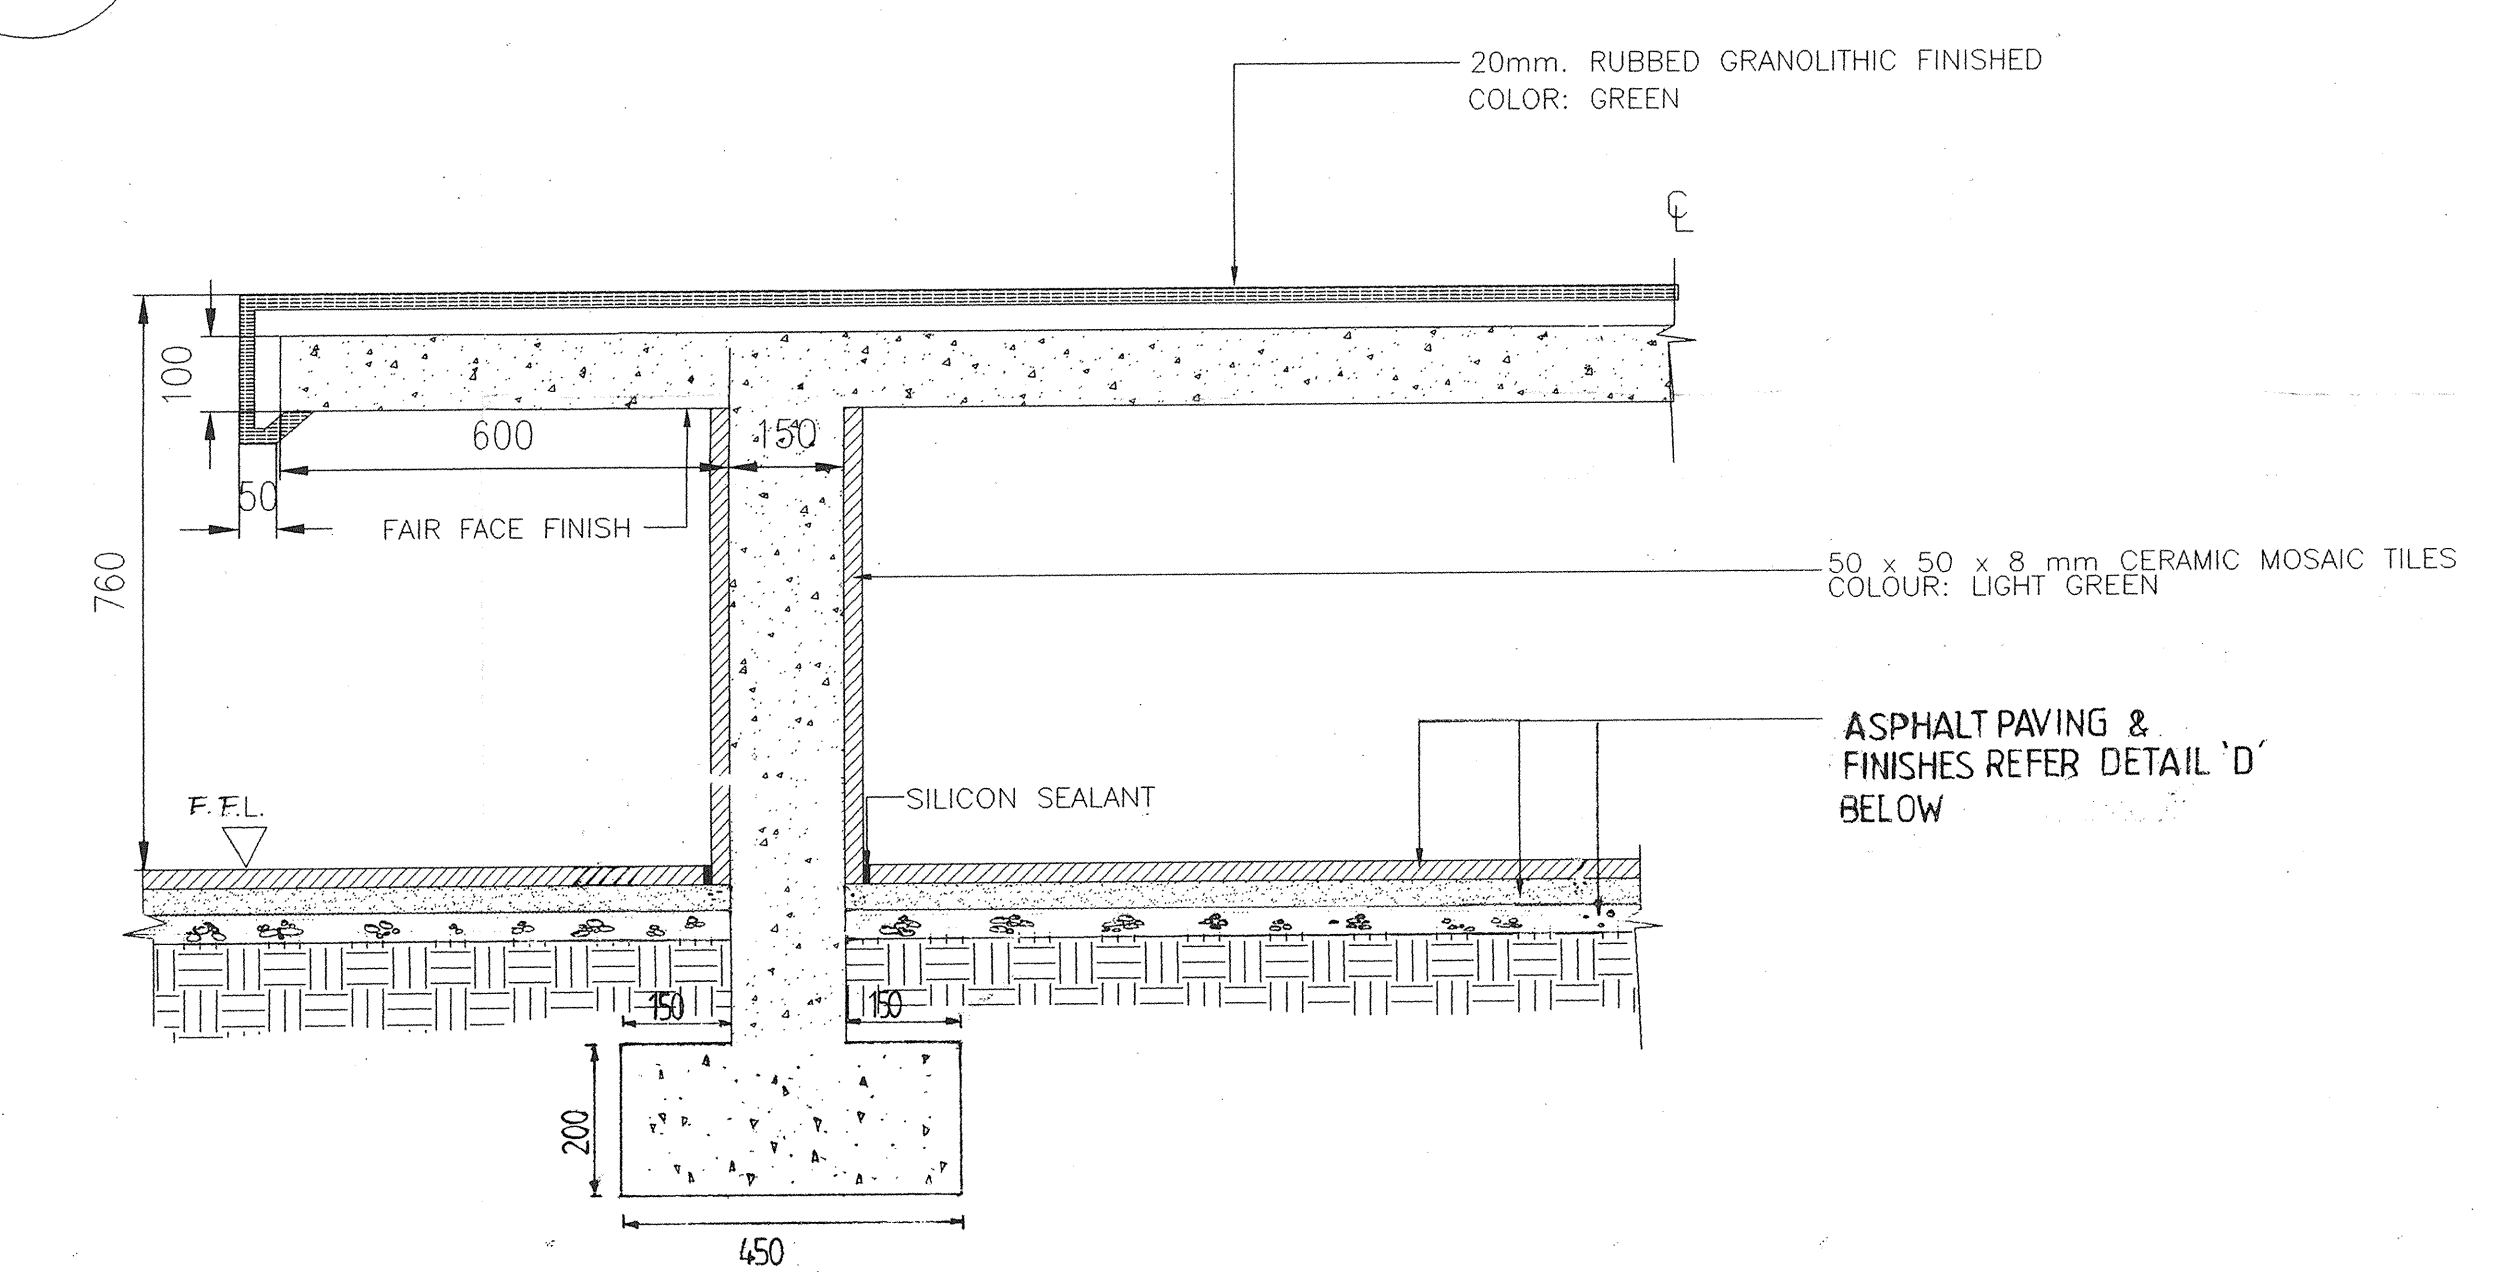 20mm. RUBBED GRANOLITHIC FINISHED
COLOR: GREEN
℄
100
600
150
50
FAIR FACE FINISH
760
50 x 50 x 8 mm CERAMIC MOSAIC TILES
COLOUR: LIGHT GREEN
ASPHALT PAVING &
FINISHES REFER DETAIL 'D'
BELOW
F.F.L.
SILICON SEALANT
150
150
200
450